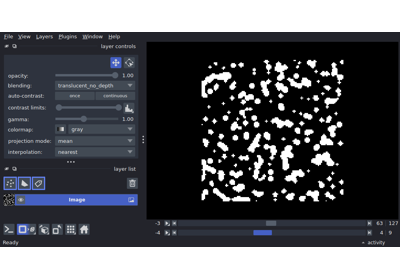 File View Layers Plugins Window Help
layer controls
opacity: 1.00
blending: translucent_no_depth
auto-contrast: once continuous
contrast limits:
gamma: 1.00
colormap: gray
projection mode: mean
interpolation: nearest
layer list
Image
-3 63 127
-4 4 9
Ready activity